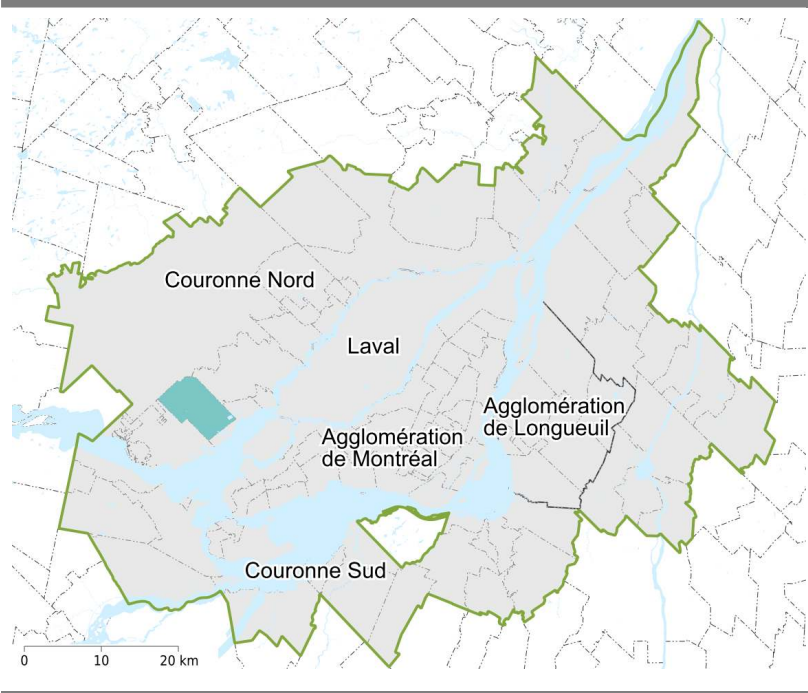 Couronne Nord
Laval
Agglomération
de Longueuil
Agglomération
de Montréal
Couronne Sud
0 10 20 km